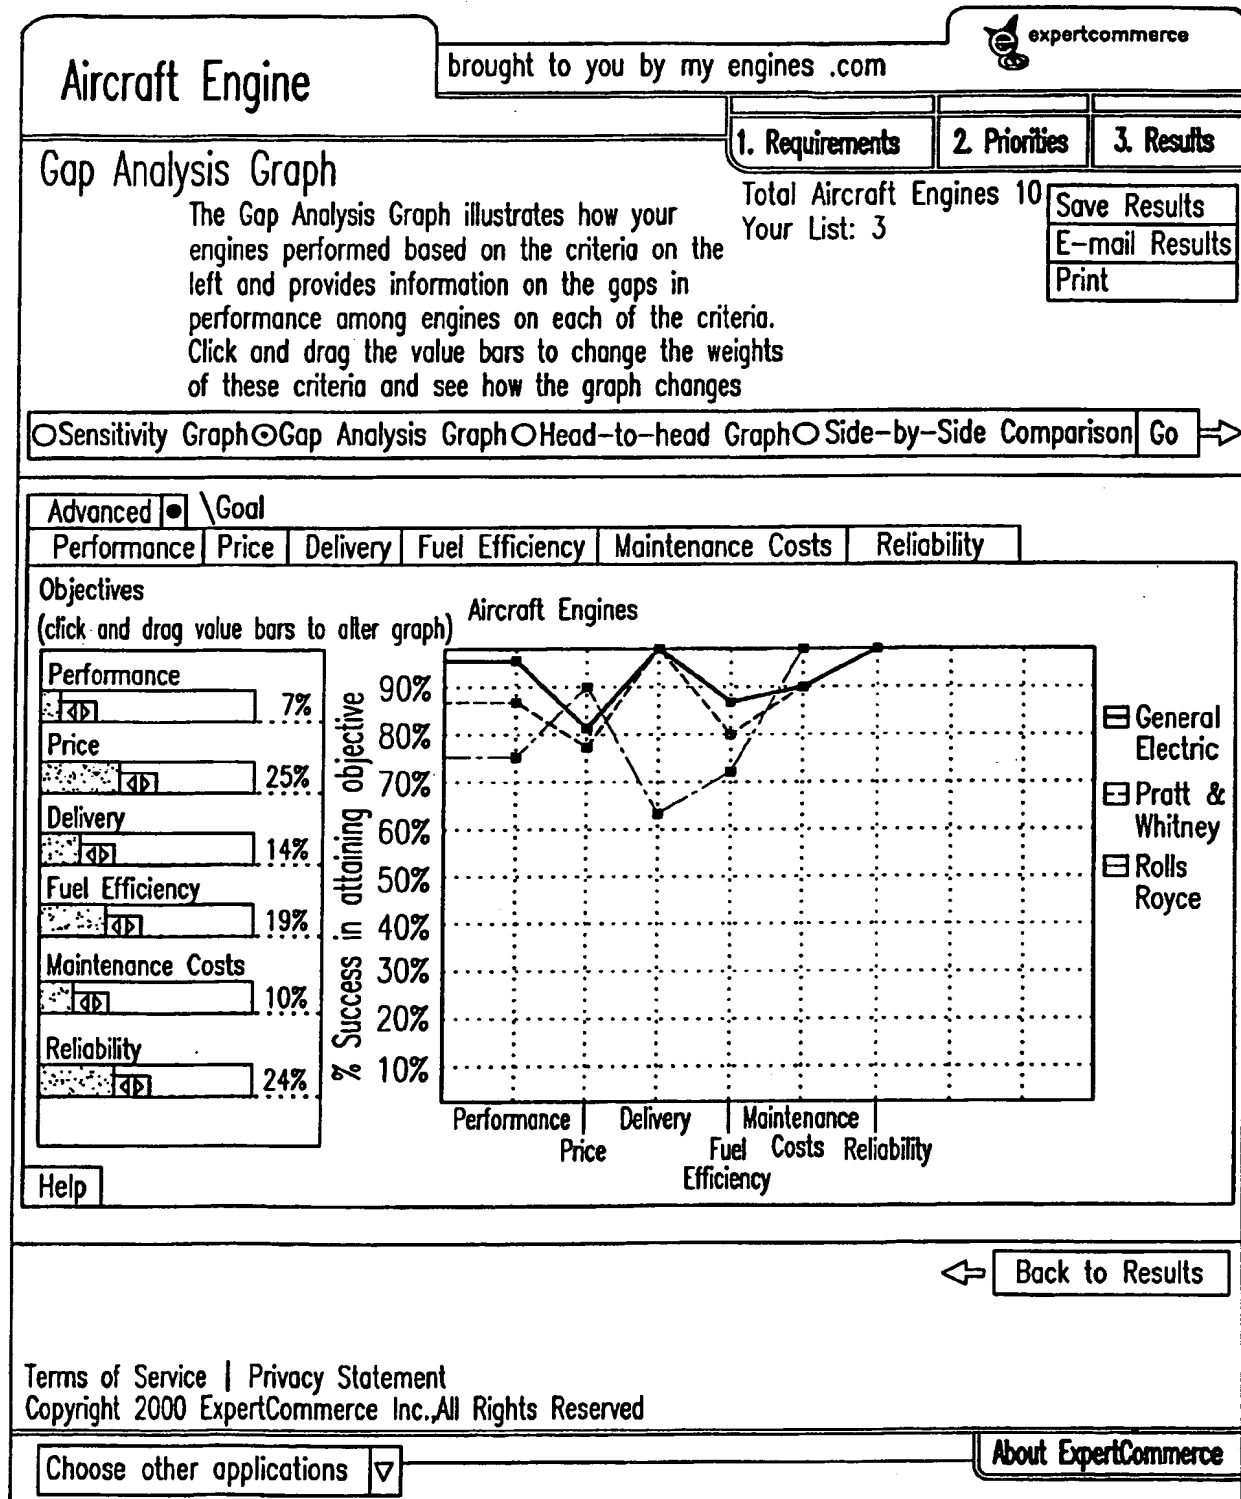 expertcommerce
Aircraft Engine
brought to you by my engines .com
1. Requirements
2. Priorities
3. Results
Gap Analysis Graph
Total Aircraft Engines 10
Your List: 3
Save Results
E-mail Results
Print
The Gap Analysis Graph illustrates how your
engines performed based on the criteria on the
left and provides information on the gaps in
performance among engines on each of the criteria.
Click and drag the value bars to change the weights
of these criteria and see how the graph changes
Sensitivity Graph Gap Analysis Graph Head-to-head Graph Side-by-Side Comparison Go
Advanced \Goal
Performance Price Delivery Fuel Efficiency Maintenance Costs Reliability
Objectives
(click and drag value bars to alter graph)
Performance
7%
Price
25%
Delivery
14%
Fuel Efficiency
19%
Maintenance Costs
10%
Reliability
24%
Aircraft Engines
% Success in attaining objective
90%
80%
70%
60%
50%
40%
30%
20%
10%
Performance
Price
Delivery
Fuel
Efficiency
Maintenance
Costs
Reliability
General
Electric
Pratt &
Whitney
Rolls
Royce
Help
Back to Results
Terms of Service | Privacy Statement
Copyright 2000 ExpertCommerce Inc.,All Rights Reserved
Choose other applications
About ExpertCommerce